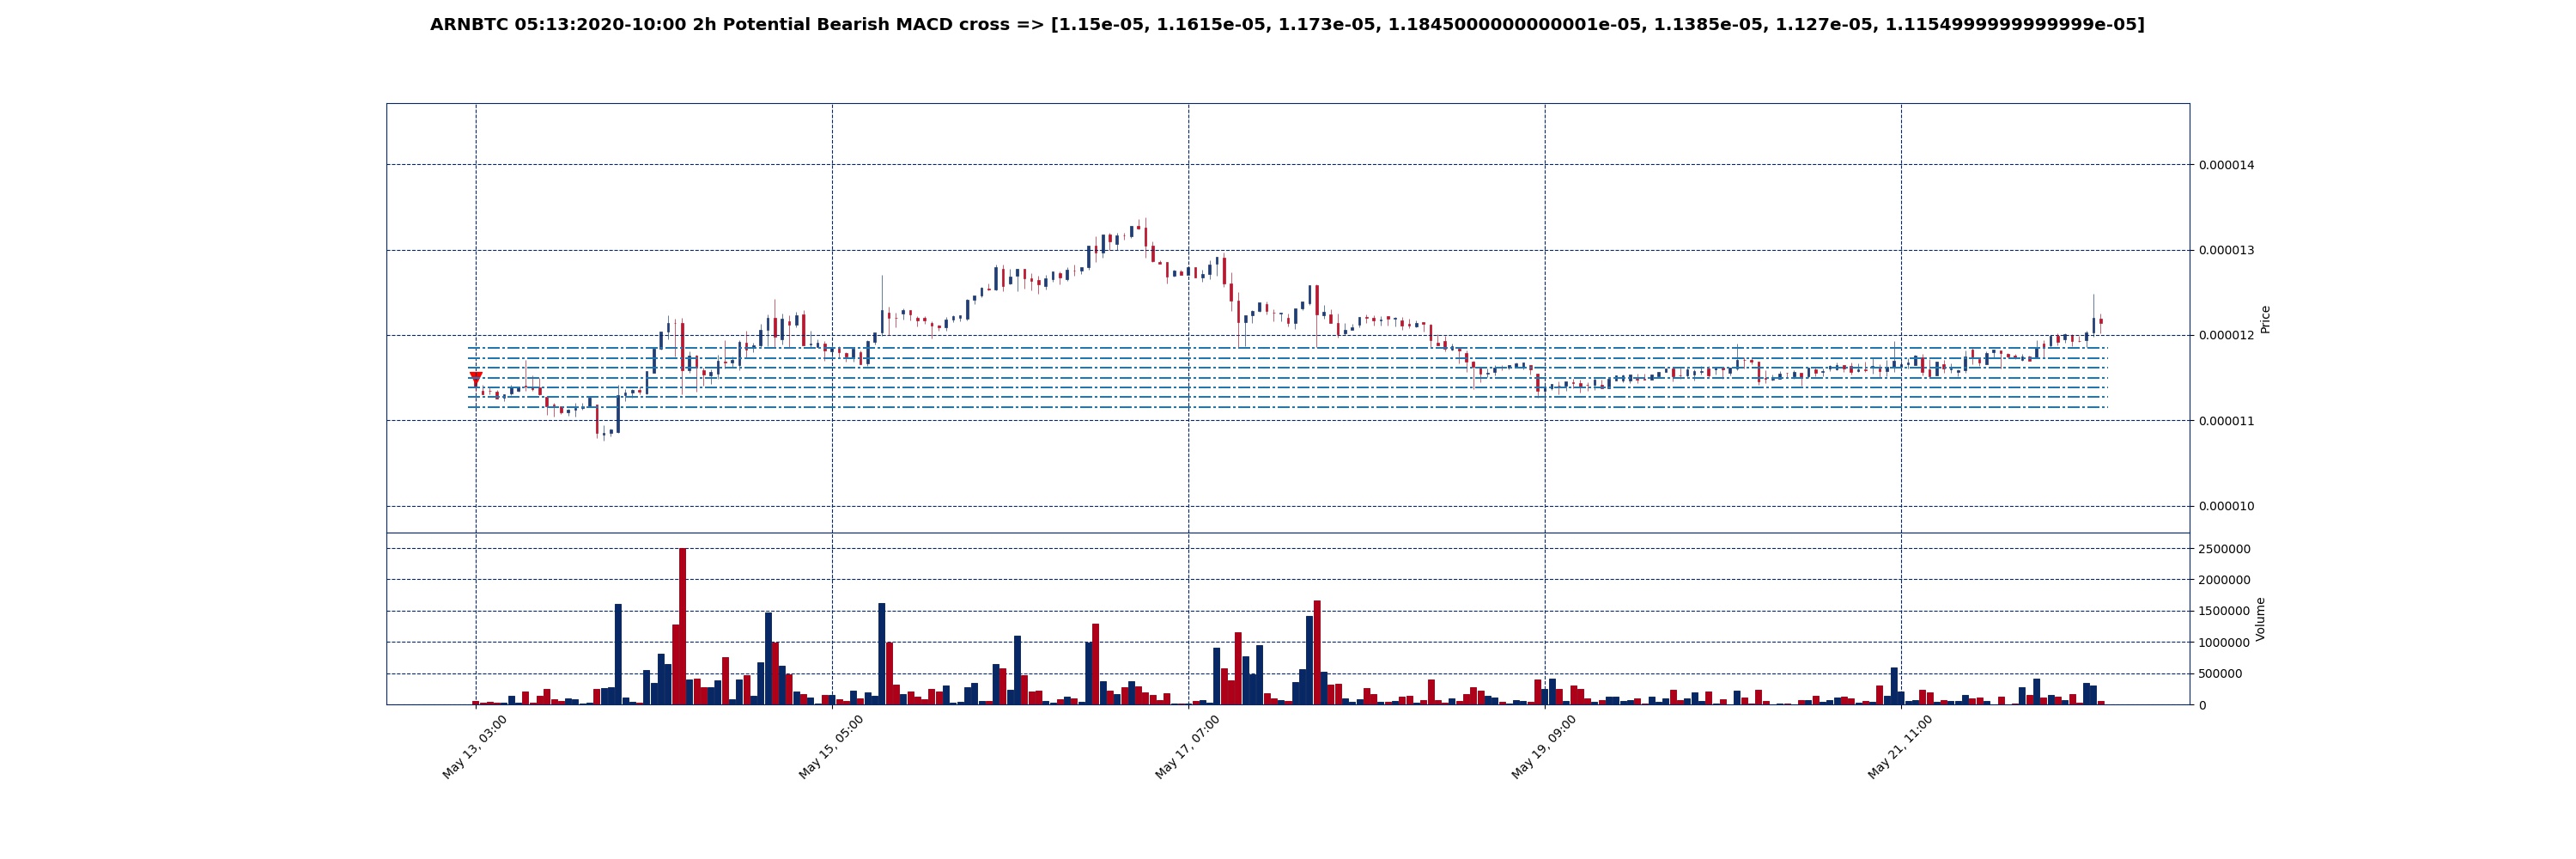 ARNBTC 05:13:2020-10:00 2h Potential Bearish MACD cross => [1.15e-05, 1.1615e-05, 1.173e-05, 1.1845000000000001e-05, 1.1385e-05, 1.127e-05, 1.1154999999999999e-05]
0.000014
0.000013
0.000012
0.000011
0.000010
Price
2500000
2000000
1500000
1000000
500000
0
Volume
May 13, 03:00
May 15, 05:00
May 17, 07:00
May 19, 09:00
May 21, 11:00